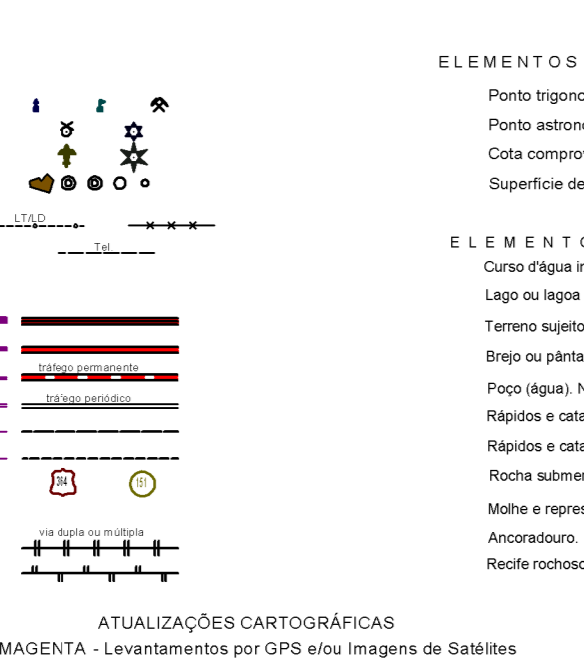 ELEMENTOS
Ponto trigono
Ponto astrono
Cota comprov
Superfície de
LT/LD
Tel.
ELEMENTO
Curso d'água in
Lago ou lagoa
Terreno sujeito
Brejo ou pânta
Poço (água). N
Rápidos e cata
Rápidos e cata
Rocha submer
Molhe e repres
Ancoradouro.
Recife rochoso
tráfego permanente
tráfego periódico
364
151
via dupla ou múltipla
ATUALIZAÇÕES CARTOGRÁFICAS
MAGENTA - Levantamentos por GPS e/ou Imagens de Satélites